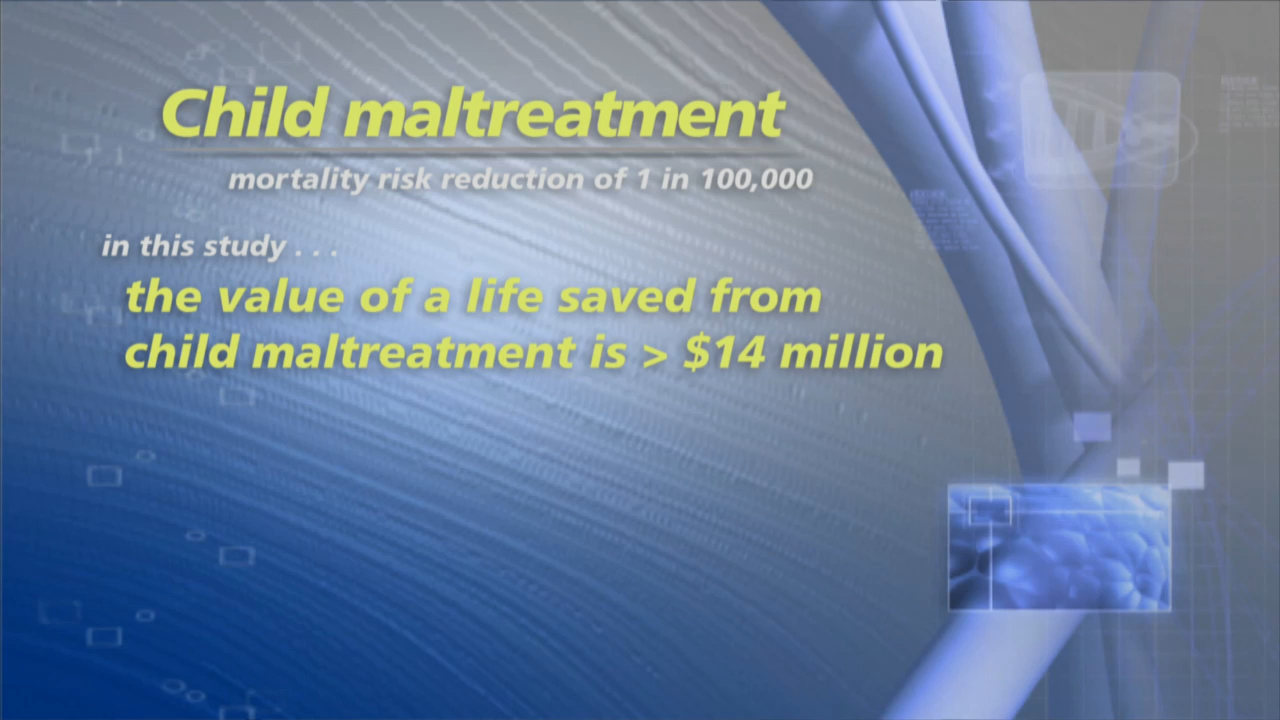 Child maltreatment
mortality risk reduction of 1 in 100,000
in this study . . .
the value of a life saved from
child maltreatment is > $14 million